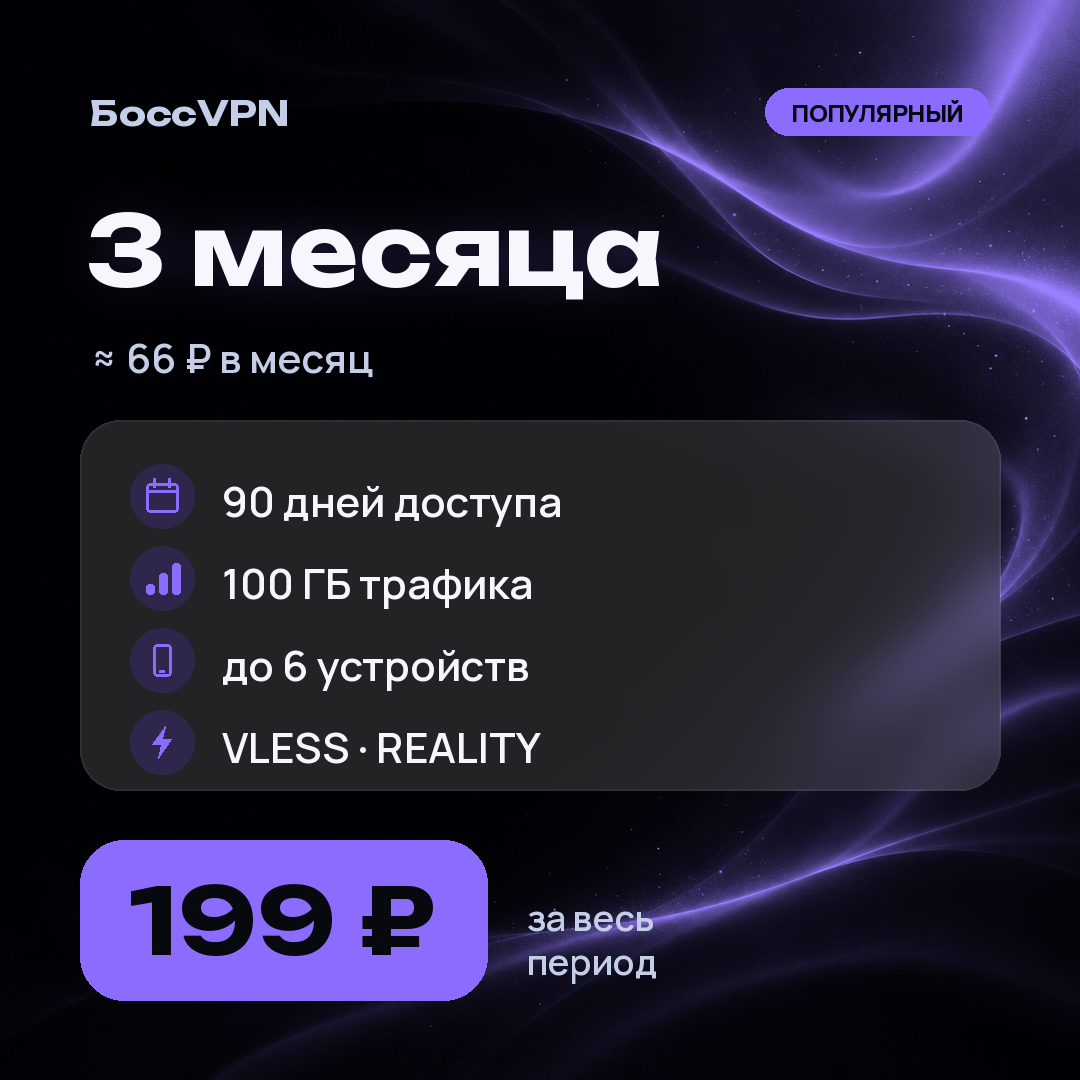 БоссVPN
ПОПУЛЯРНЫЙ
3 месяца
≈ 66 ₽ в месяц
90 дней доступа
100 ГБ трафика
до 6 устройств
VLESS · REALITY
199 ₽
за весь
период